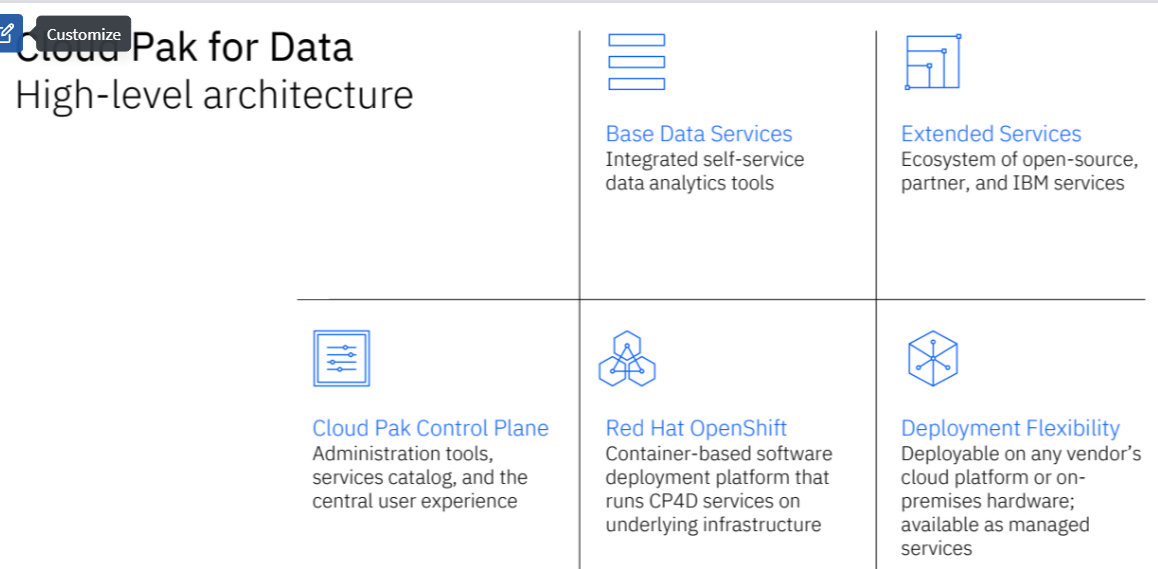 Customize
Cloud Pak for Data
High-level architecture
Base Data Services
Integrated self-service
data analytics tools
Extended Services
Ecosystem of open-source,
partner, and IBM services
Cloud Pak Control Plane
Administration tools,
services catalog, and the
central user experience
Red Hat OpenShift
Container-based software
deployment platform that
runs CP4D services on
underlying infrastructure
Deployment Flexibility
Deployable on any vendor’s
cloud platform or on-
premises hardware;
available as managed
services